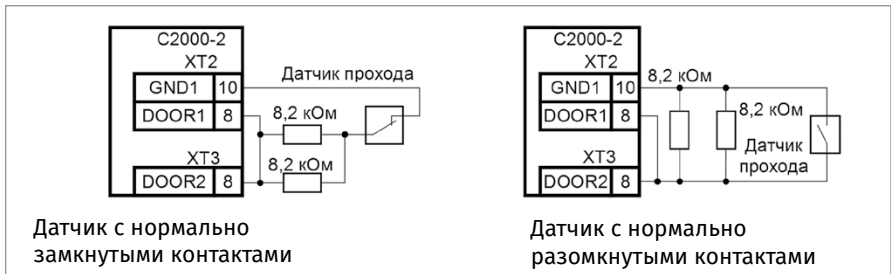 C2000-2
XT2
GND1 10
DOOR1 8
XT3
DOOR2 8
Датчик прохода
8,2 кОм
8,2 кОм
Датчик с нормально
замкнутыми контактами
C2000-2
XT2
GND1 10
DOOR1 8
XT3
DOOR2 8
8,2 кОм
8,2 кОм
Датчик
прохода
Датчик с нормально
разомкнутыми контактами